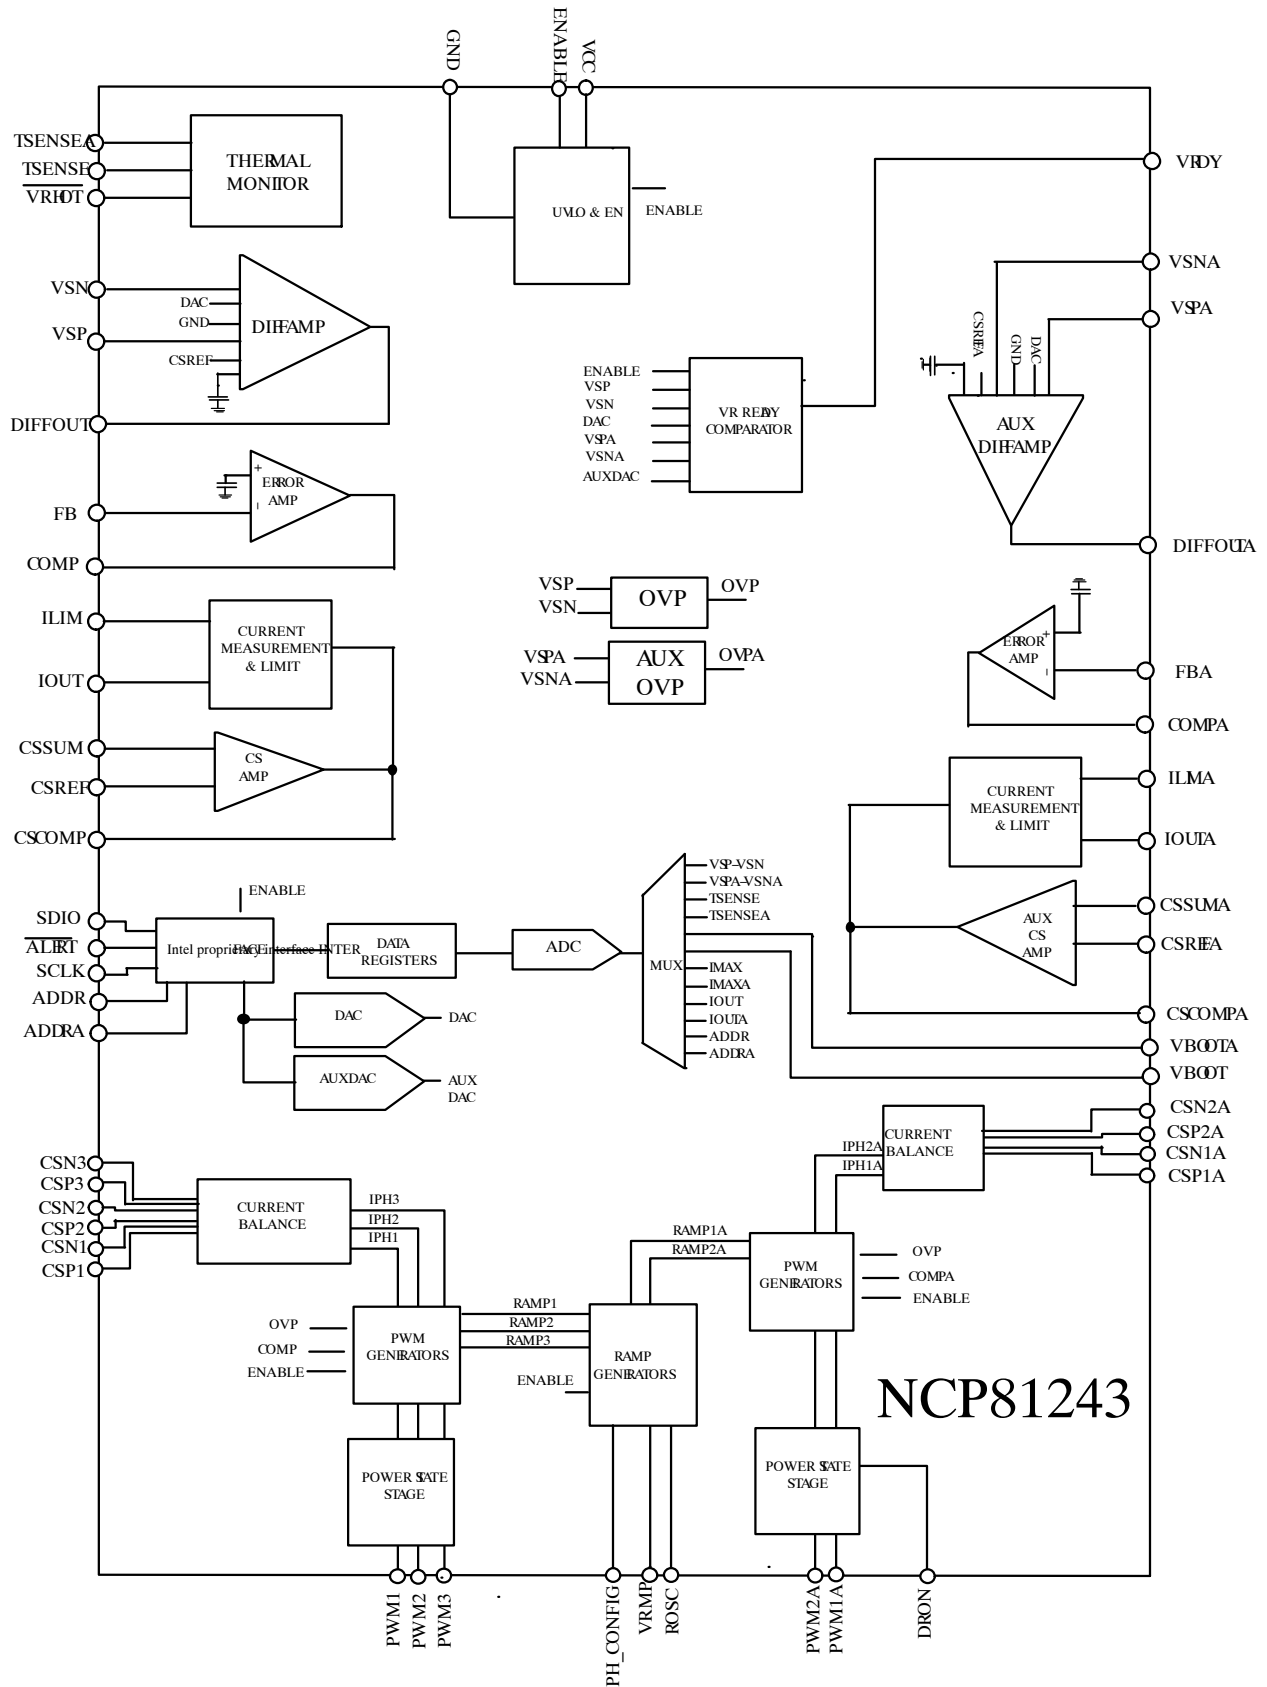 GND
ENABLE
VCC
TSENSEA
TSENSE
VRHOT
THERMAL
MONITOR
UVLO & EN
ENABLE
VRDY
VSN
DAC
GND
VSP
CSREF
DIFFAMP
DIFFOUT
VSNA
VSPA
CSREFA
GND
DAC
AUX
DIFFAMP
DIFFOUTA
ENABLE
VSP
VSN
DAC
VSPA
VSNA
AUXDAC
VR READY
COMPARATOR
FB
+
ERROR
AMP
–
COMP
VSP
VSN
OVP
OVP
VSPA
VSNA
AUX
OVP
OVPA
ERROR
AMP
+
–
FBA
COMPA
ILIM
IOUT
CURRENT
MEASUREMENT
& LIMIT
CSSUM
CSREF
CS
AMP
CSCOMP
ILIMA
IOUTA
CURRENT
MEASUREMENT
& LIMIT
CSSUMA
CSREFA
AUX
CS
AMP
CSCOMPA
VBOOTA
VBOOT
ENABLE
SDIO
ALERT
SCLK
ADDR
ADDRA
Intel proprietary interface INTERFACE
DATA
REGISTERS
ADC
MUX
VSP–VSN
VSPA–VSNA
TSENSE
TSENSEA
IMAX
IMAXA
IOUT
IOUTA
ADDR
ADDRA
DAC
DAC
AUXDAC
AUX
DAC
CSN2A
CSP2A
CSN1A
CSP1A
CURRENT
BALANCE
IPH2A
IPH1A
CSN3
CSP3
CSN2
CSP2
CSN1
CSP1
CURRENT
BALANCE
IPH3
IPH2
IPH1
RAMP1A
RAMP2A
PWM
GENERATORS
OVP
COMPA
ENABLE
OVP
COMP
ENABLE
PWM
GENERATORS
RAMP1
RAMP2
RAMP3
ENABLE
RAMP
GENERATORS
NCP81243
POWER STATE
STAGE
POWER STATE
STAGE
PWM1
PWM2
PWM3
PH_CONFIG
VRMP
ROSC
PWM2A
PWM1A
DRON